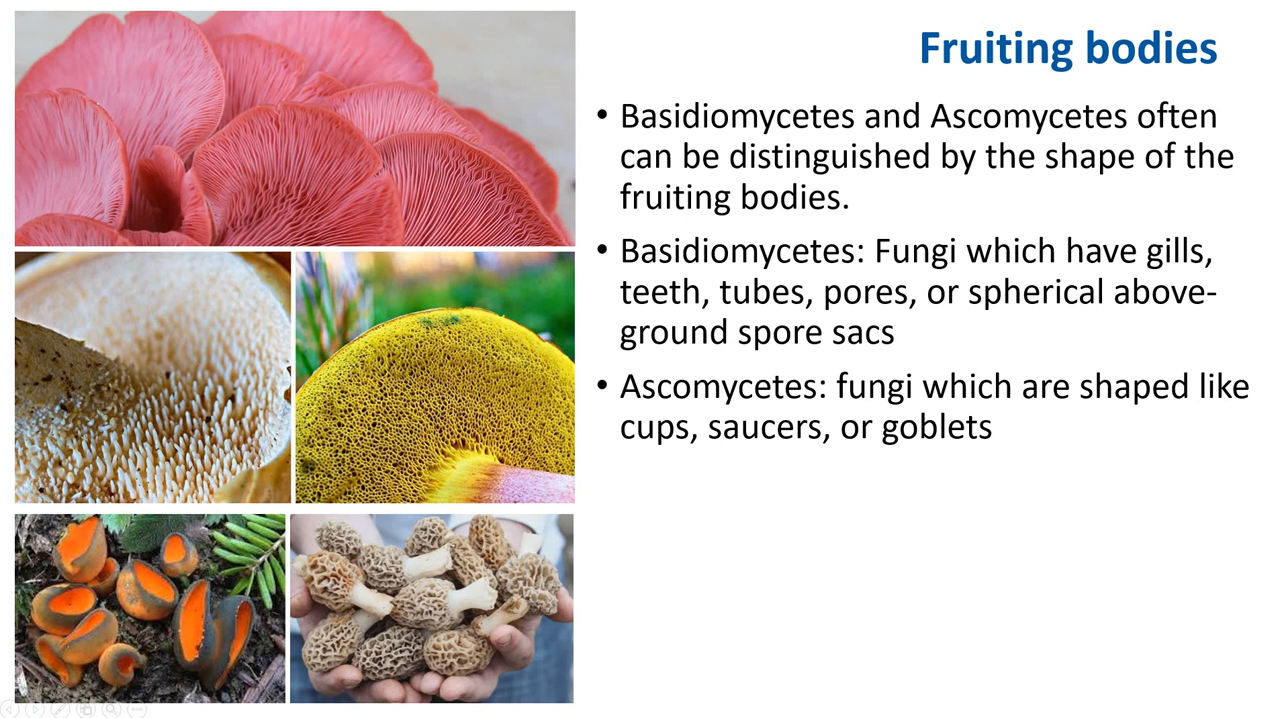 Fruiting bodies
• Basidiomycetes and Ascomycetes often
can be distinguished by the shape of the
fruiting bodies.
• Basidiomycetes: Fungi which have gills,
teeth, tubes, pores, or spherical above-
ground spore sacs
• Ascomycetes: fungi which are shaped like
cups, saucers, or goblets